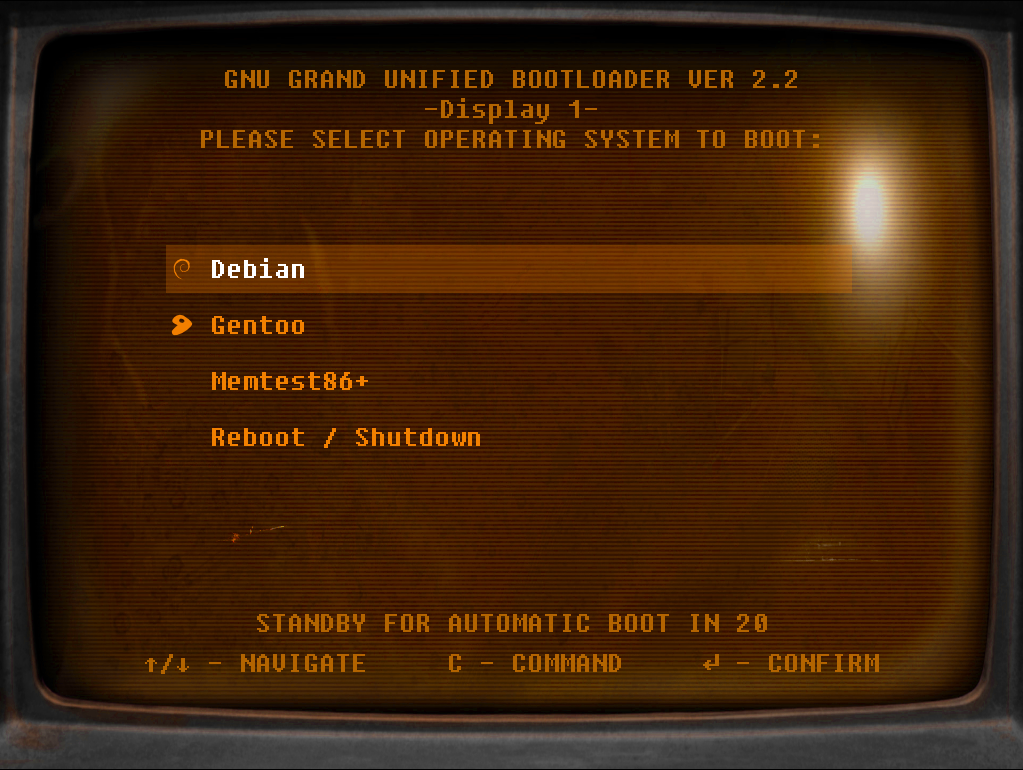 GNU GRAND UNIFIED BOOTLOADER VER 2.2
-Display 1-
PLEASE SELECT OPERATING SYSTEM TO BOOT:
Debian
Gentoo
Memtest86+
Reboot / Shutdown
STANDBY FOR AUTOMATIC BOOT IN 20
↑/↓ - NAVIGATE C - COMMAND ↵ - CONFIRM